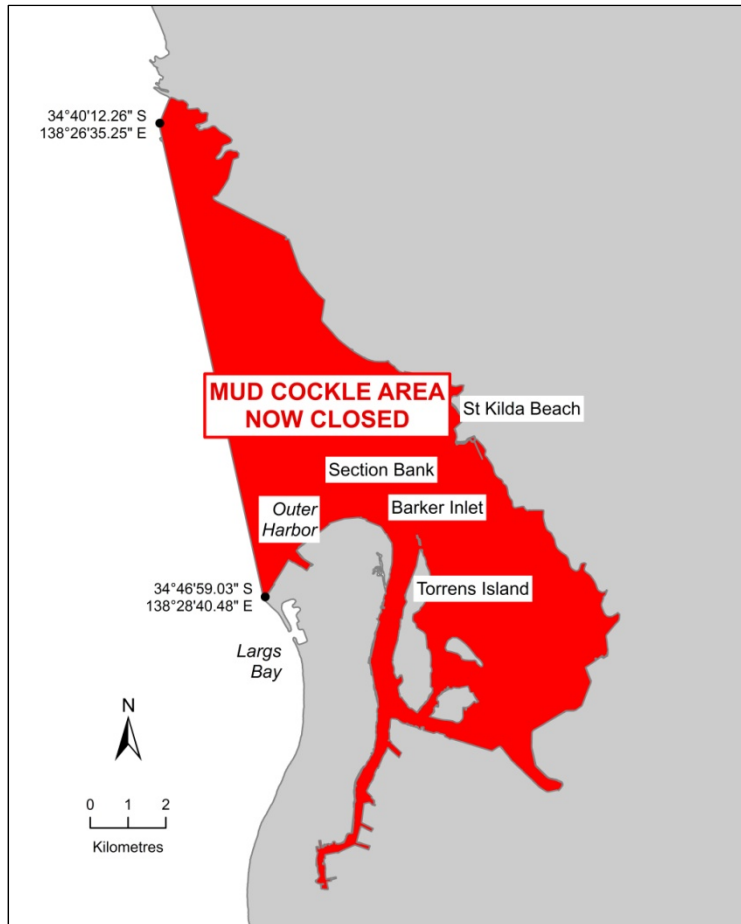 34°40'12.26" S
138°26'35.25" E
MUD COCKLE AREA
NOW CLOSED
St Kilda Beach
Section Bank
Outer
Harbor
Barker Inlet
34°46'59.03" S
138°28'40.48" E
Torrens Island
Largs
Bay
N
0 1 2
Kilometres